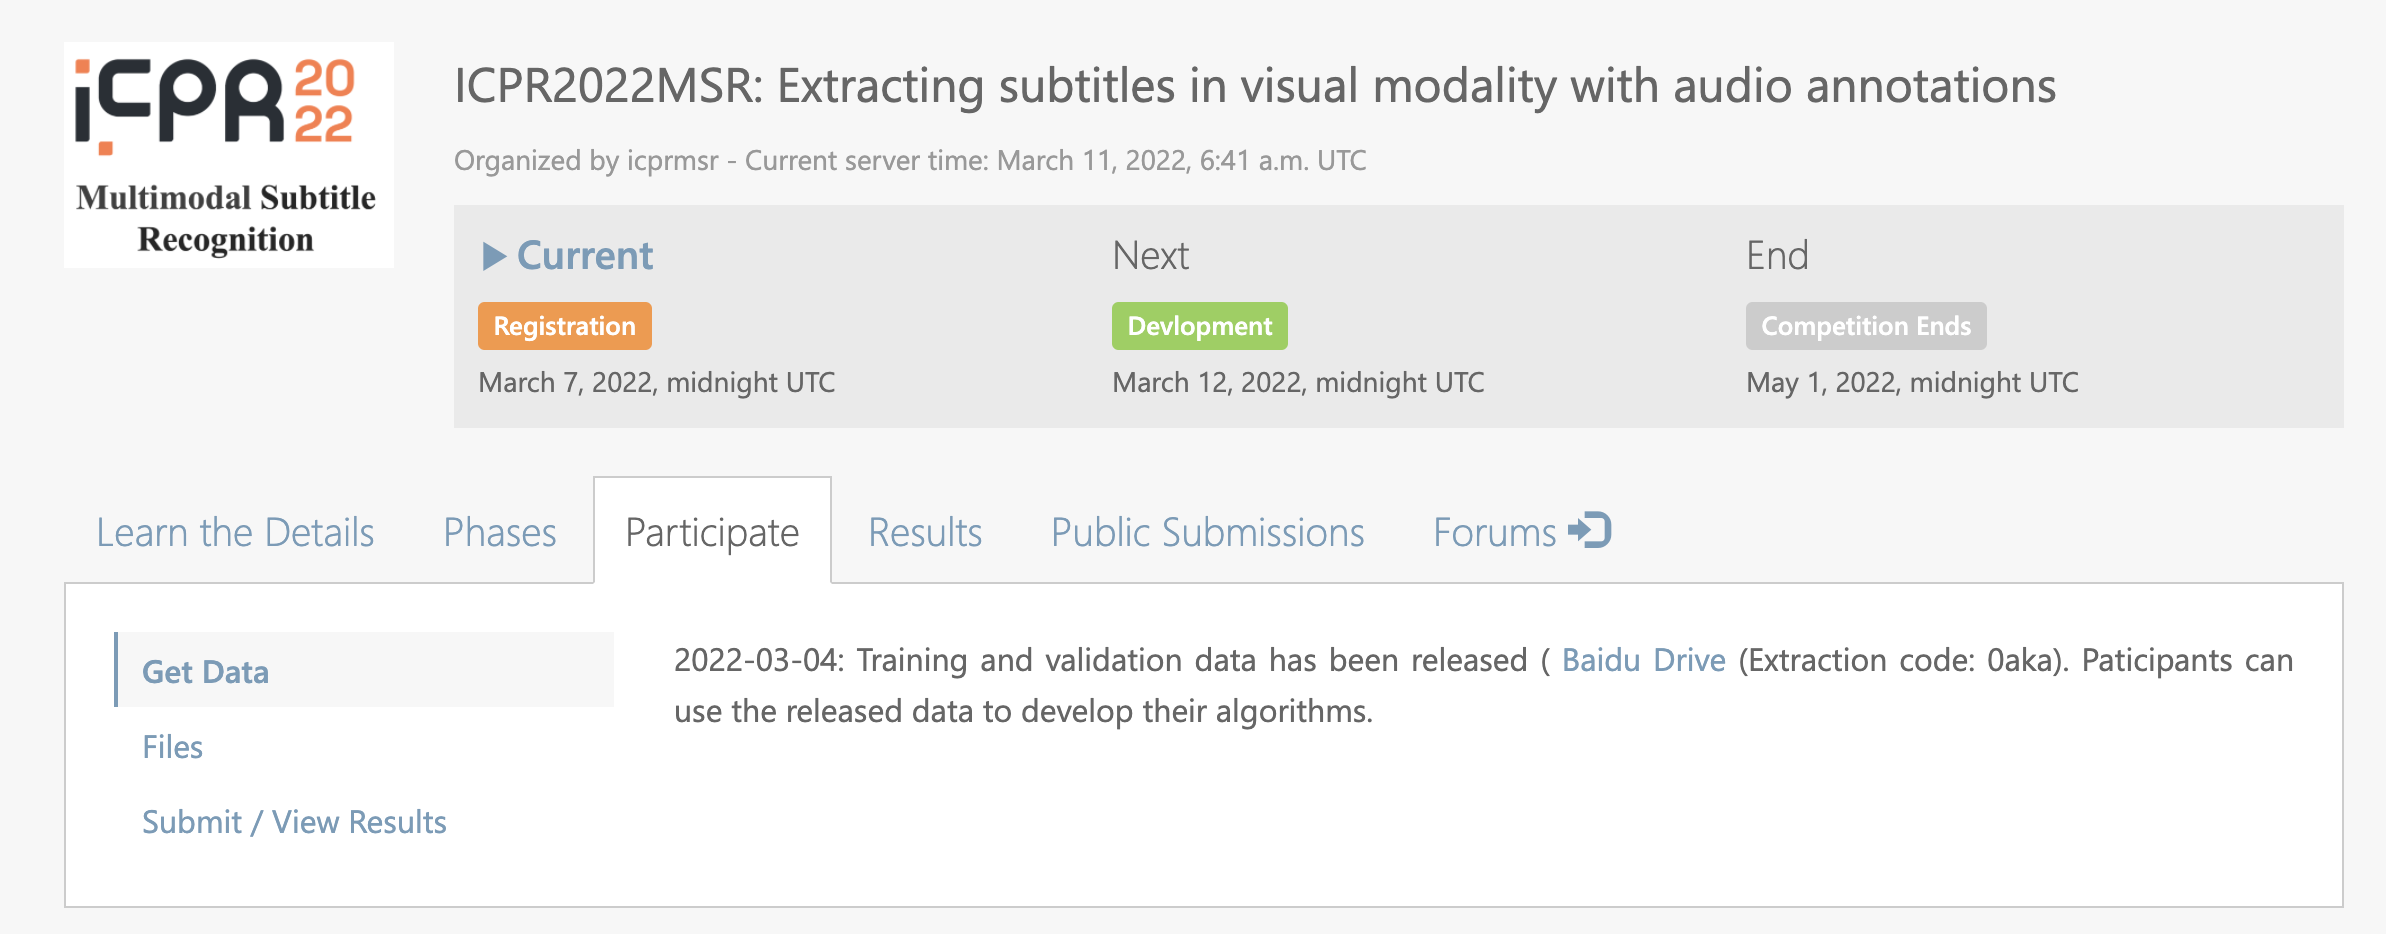 iCPR 20
22
Multimodal Subtitle
Recognition
ICPR2022MSR: Extracting subtitles in visual modality with audio annotations
Organized by icprmsr - Current server time: March 11, 2022, 6:41 a.m. UTC
Current
Registration
March 7, 2022, midnight UTC
Next
Devlopment
March 12, 2022, midnight UTC
End
Competition Ends
May 1, 2022, midnight UTC
Learn the Details Phases Participate Results Public Submissions Forums
Get Data
Files
Submit / View Results
2022-03-04: Training and validation data has been released ( Baidu Drive (Extraction code: 0aka). Paticipants can
use the released data to develop their algorithms.